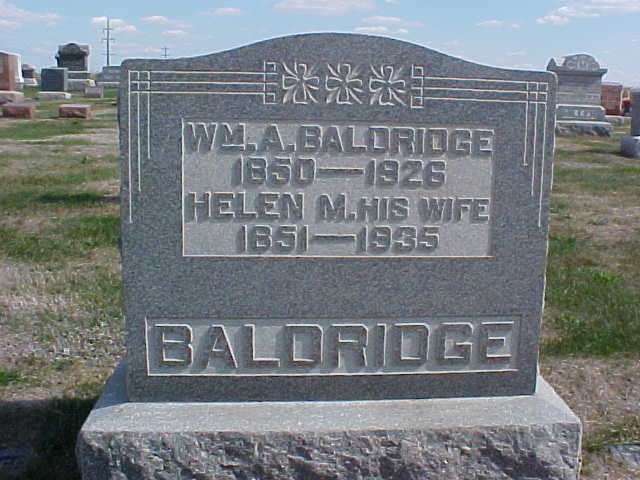 WM. A. BALDRIDGE
1850—1926
HELEN M. HIS WIFE
1851—1935
BALDRIDGE